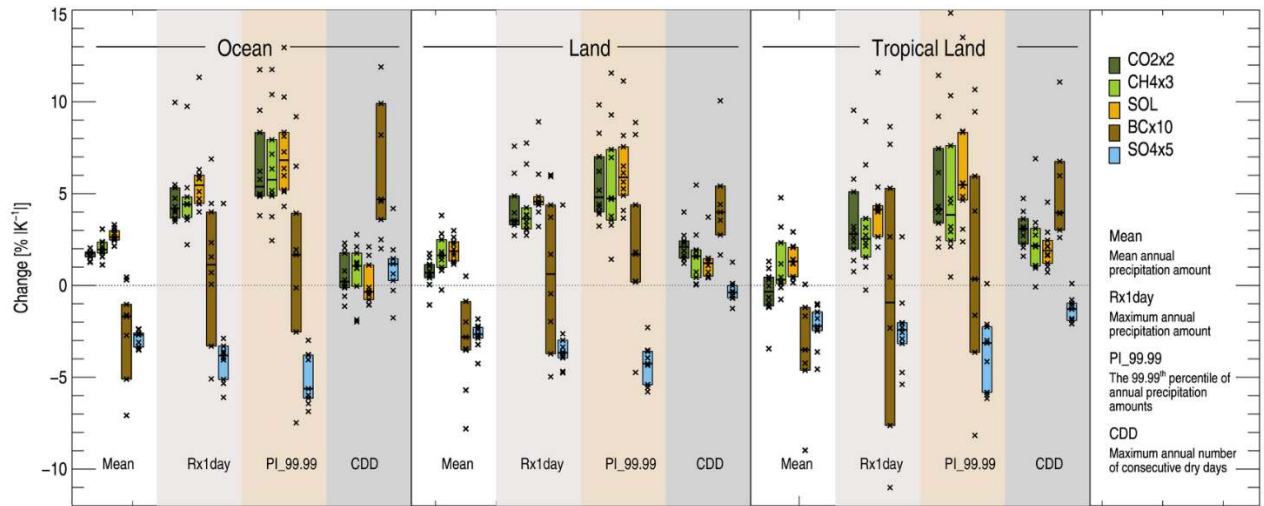 15
10
5
0
−5
−10
Change [% |K⁻¹|]
Ocean
Land
Tropical Land
Mean
Rx1day
PI_99.99
CDD
Mean
Rx1day
PI_99.99
CDD
Mean
Rx1day
PI_99.99
CDD
CO2x2
CH4x3
SOL
BCx10
SO4x5
Mean
Mean annual
precipitation amount
Rx1day
Maximum annual
precipitation amount
PI_99.99
The 99.99th percentile of
annual precipitation
amounts
CDD
Maximum annual number
of consecutive dry days